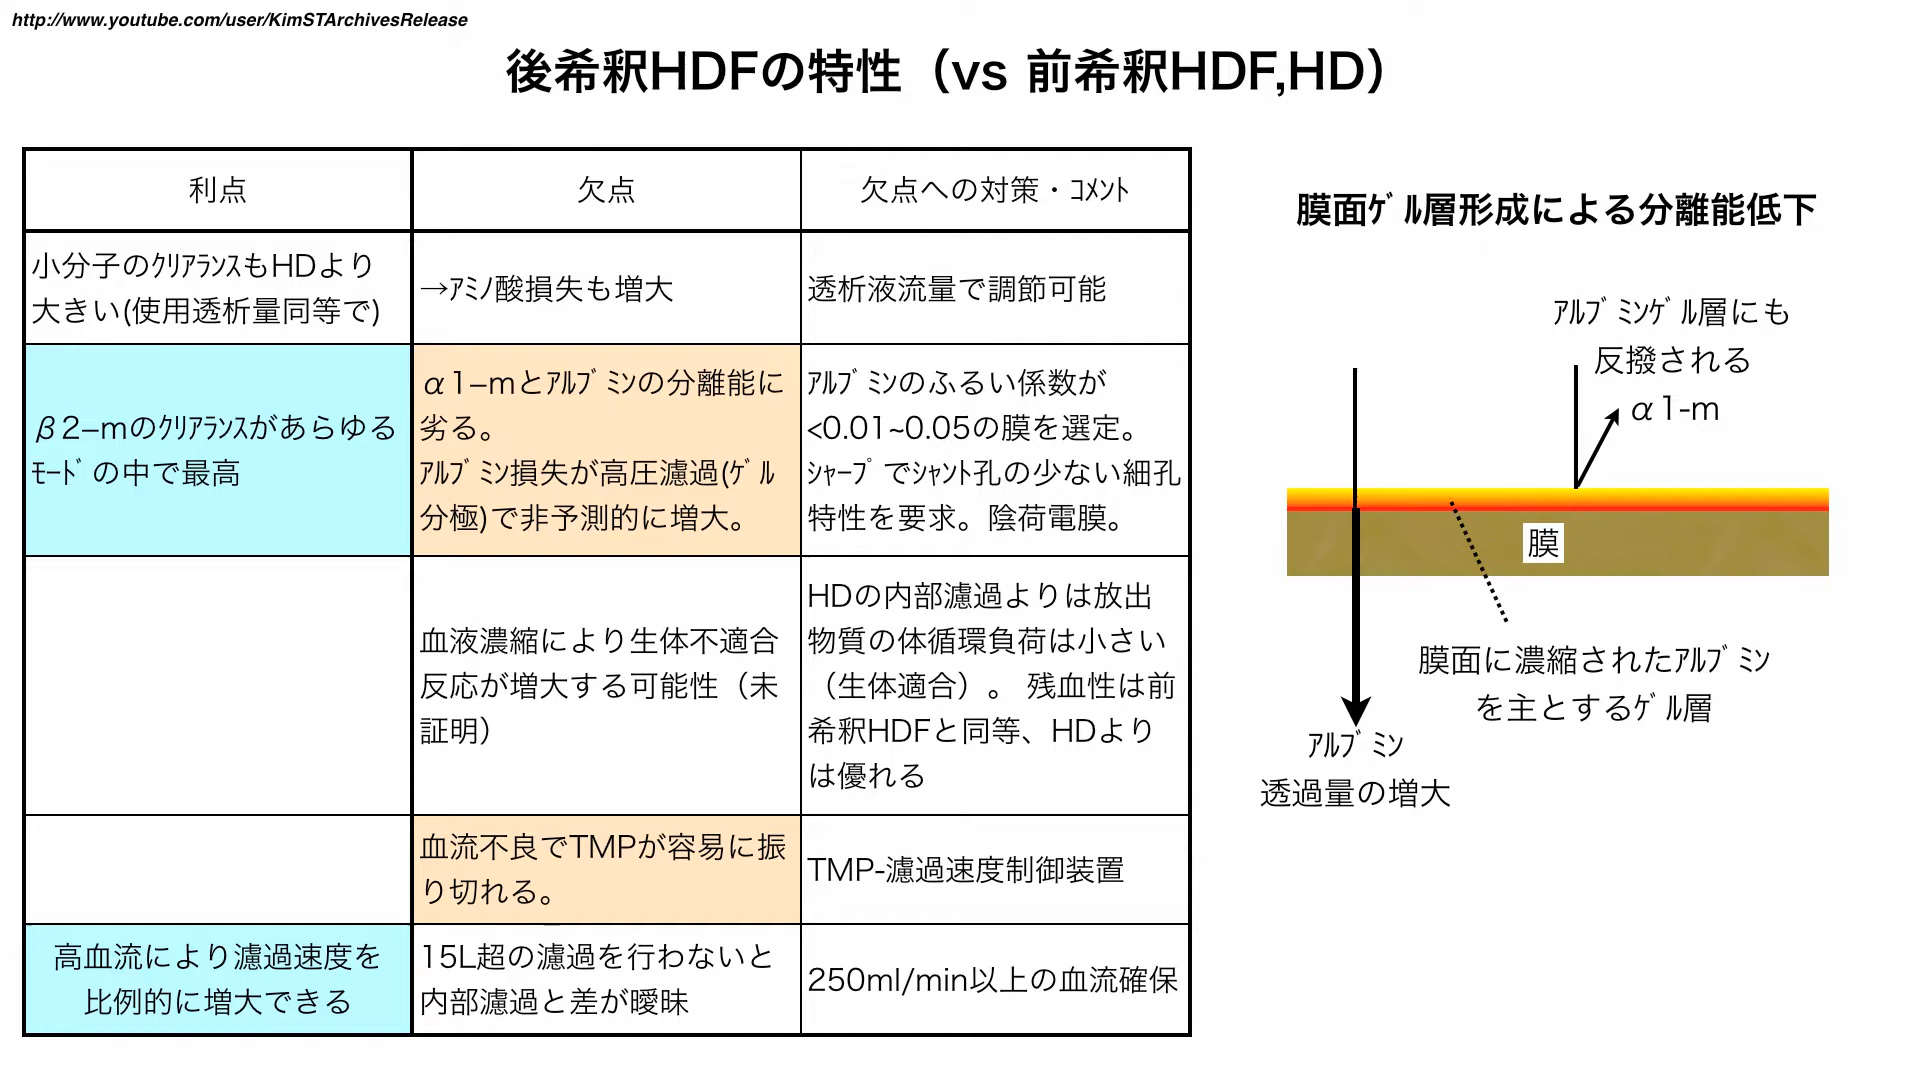 http://www.youtube.com/user/KimSTArchivesRelease
後希釈HDFの特性（vs 前希釈HDF,HD）
利点
欠点
欠点への対策・ｺﾒﾝﾄ
小分子のｸﾘｱﾗﾝｽもHDより
大きい(使用透析量同等で)
→ｱﾐﾉ酸損失も増大
透析液流量で調節可能
β2–mのｸﾘｱﾗﾝｽがあらゆる
ﾓｰﾄﾞの中で最高
α1–mとｱﾙﾌﾞﾐﾝの分離能に
劣る。
ｱﾙﾌﾞﾐﾝ損失が高圧濾過(ｹﾞﾙ
分極)で非予測的に増大。
ｱﾙﾌﾞﾐﾝのふるい係数が
<0.01~0.05の膜を選定。
ｼｬｰﾌﾟでｼｬﾝﾄ孔の少ない細孔
特性を要求。陰荷電膜。
血液濃縮により生体不適合
反応が増大する可能性（未
証明）
HDの内部濾過よりは放出
物質の体循環負荷は小さい
（生体適合）。 残血性は前
希釈HDFと同等、HDより
は優れる
血流不良でTMPが容易に振
り切れる。
TMP-濾過速度制御装置
高血流により濾過速度を
比例的に増大できる
15L超の濾過を行わないと
内部濾過と差が曖昧
250ml/min以上の血流確保
膜面ｹﾞﾙ層形成による分離能低下
ｱﾙﾌﾞﾐﾝｹﾞﾙ層にも
反撥される
α1-m
膜
膜面に濃縮されたｱﾙﾌﾞﾐﾝ
を主とするｹﾞﾙ層
ｱﾙﾌﾞﾐﾝ
透過量の増大